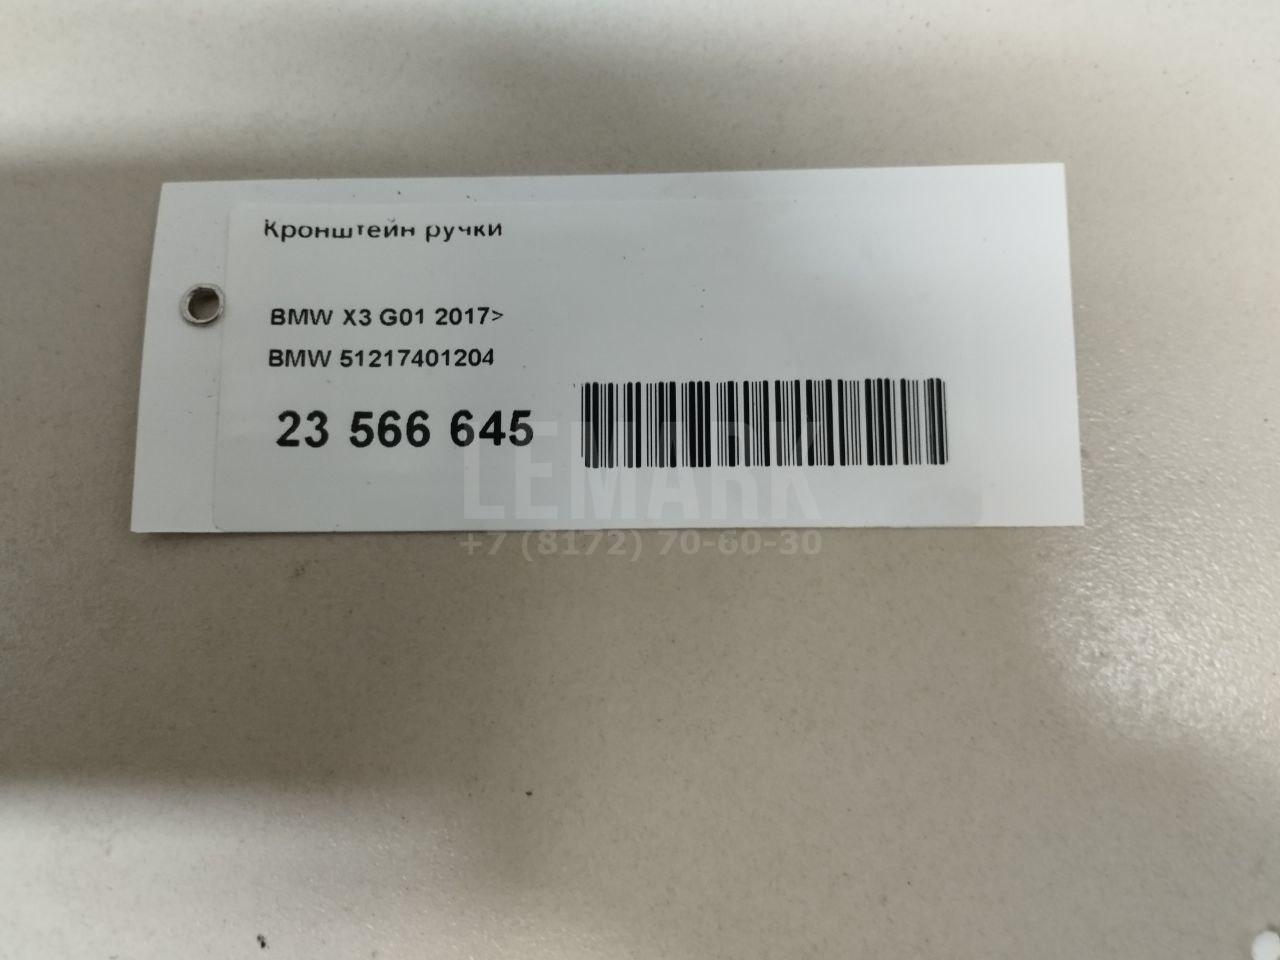 Кронштейн ручки
BMW X3 G01 2017>
BMW 51217401204
23 566 645
LEMARK
+7 (8172) 70-60-30